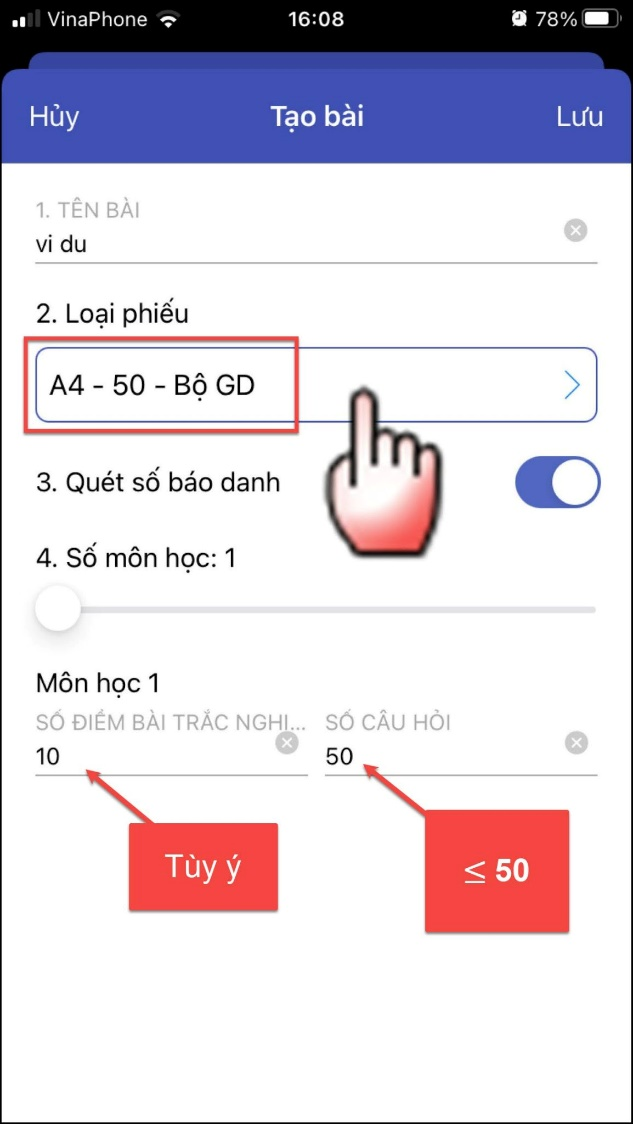 VinaPhone 16:08 78%
Hủy Tạo bài Lưu
1. TÊN BÀI
vi du
2. Loại phiếu
A4 - 50 - Bộ GD
3. Quét số báo danh
4. Số môn học: 1
Môn học 1
SỐ ĐIỂM BÀI TRẮC NGHI... SỐ CÂU HỎI
10 50
Tùy ý ≤ 50